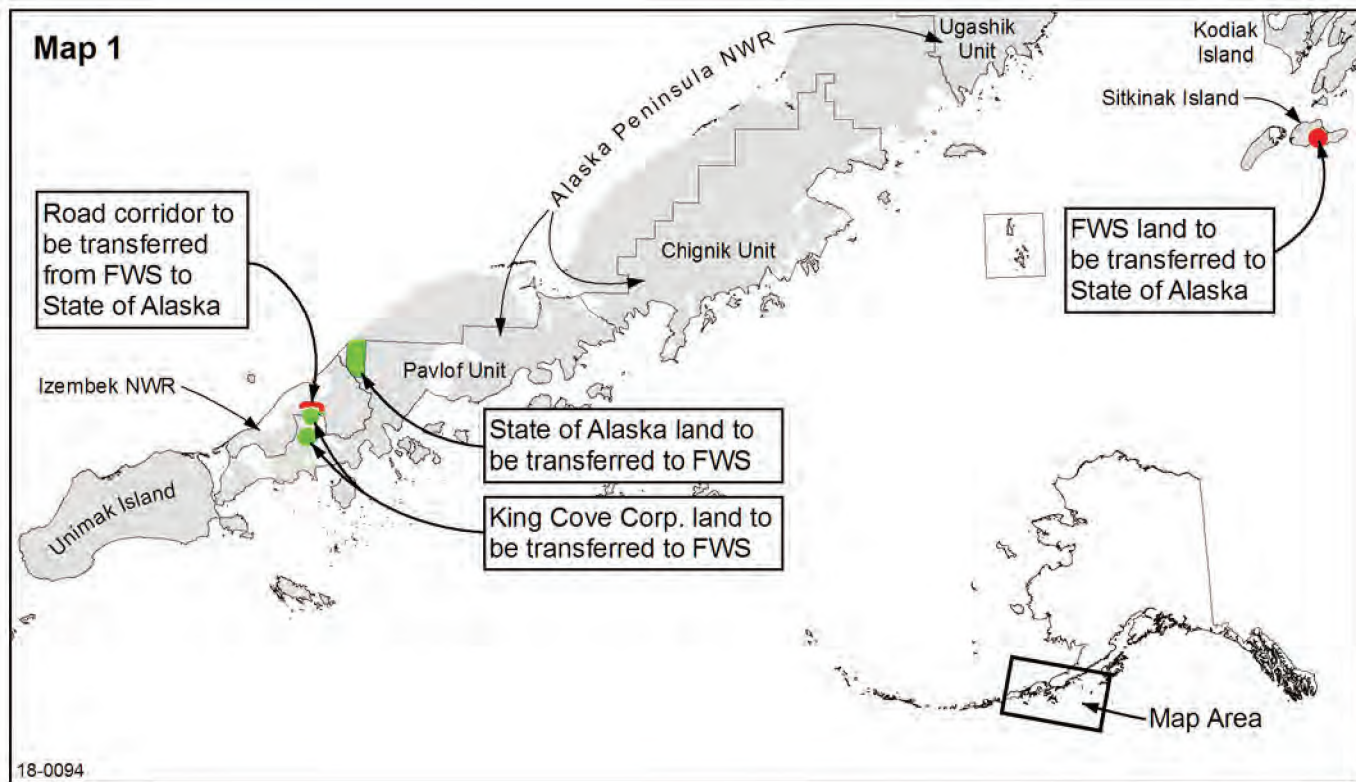 Map 1
Ugashik
Unit
Kodiak
Island
Alaska Peninsula NWR
Sitkinak Island
Road corridor to
be transferred
from FWS to
State of Alaska
FWS land to
be transferred to
State of Alaska
Chignik Unit
Izembek NWR
Pavlof Unit
State of Alaska land to
be transferred to FWS
King Cove Corp. land to
be transferred to FWS
Unimak Island
Map Area
18-0094